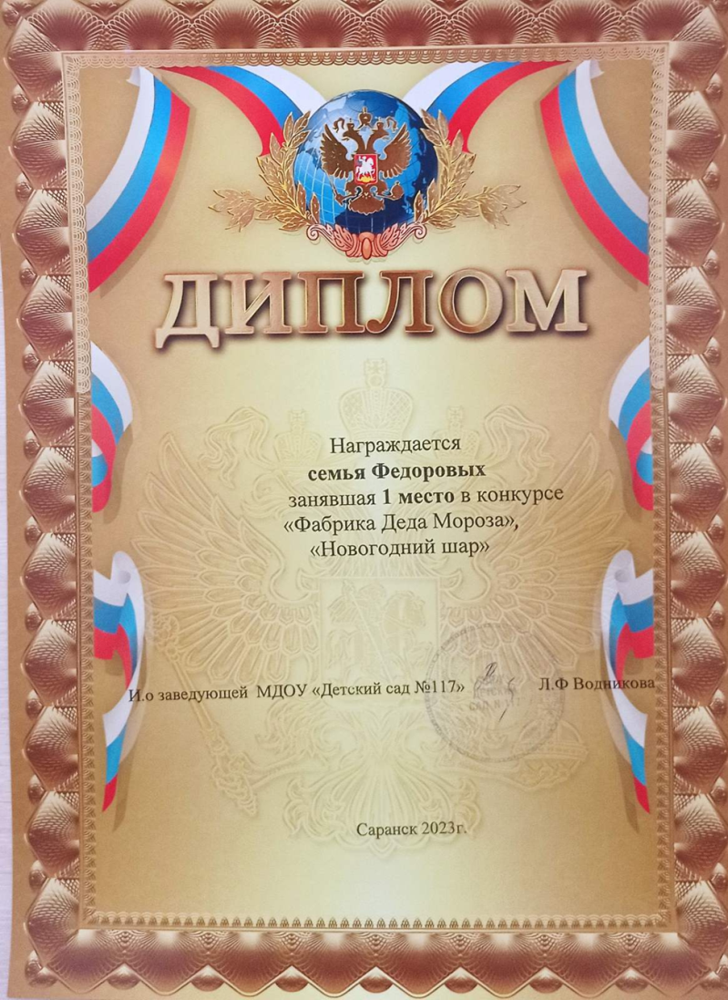 ДИПЛОМ
Награждается
семья Федоровых
занявшая 1 место в конкурсе
«Фабрика Деда Мороза»,
«Новогодний шар»
И.о заведующей МДОУ «Детский сад №117» Л.Ф Водникова
Саранск 2023г.